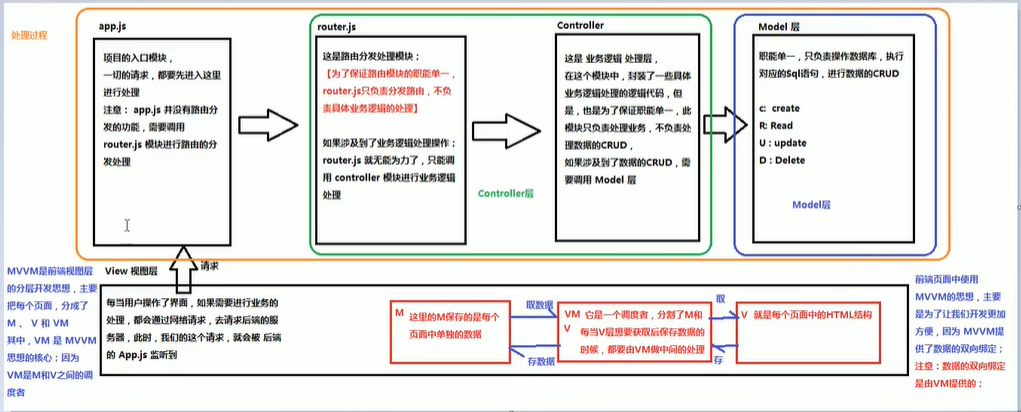 处理过程
app.js
项目的入口模块，
一切的请求，都要先进入这里
进行处理
注意： app.js 并没有路由分
发的功能，需要调用
router.js 模块进行路由的分
发处理
router.js
这是路由分发处理模块；
【为了保证路由模块的职能单一，
router.js只负责分发路由，不负
责具体业务逻辑的处理】
如果涉及到了业务逻辑处理操作；
router.js 就无能为力了，只能调
用 controller 模块进行业务逻辑
处理
Controller层
Controller
这是 业务逻辑 处理层，
在这个模块中，封装了一些具体
业务逻辑处理的逻辑代码，但
是，也是为了保证职能单一，此
模块只负责处理业务，不负责处
理数据的CRUD，
如果涉及到了数据的CRUD，需
要调用 Model 层
Model 层
职能单一，只负责操作数据库，执行
对应的Sql语句，进行数据的CRUD
c: create
R: Read
U : update
D : Delete
Model层
请求
MVVM是前端视图层
的分层开发思想，主要
把每个页面，分成了
M 、 V 和 VM
其中，VM 是 MVVM
思想的核心；因为
VM是M和V之间的调
度者
View 视图层
每当用户操作了界面，如果需要进行业务的
处理，都会通过网络请求，去请求后端的服
务器，此时，我们的这个请求，就会被 后端
的 App.js 监听到
M 这里的M保存的是每个
页面中单独的数据
取数据
存数据
VM 它是一个调度者，分割了M和
V 每当V层想要获取后保存数据的
时候，都要由VM做中间的处理
取
存
V 就是每个页面中的HTML结构
前端页面中使用
MVVM的思想，主要
是为了让我们开发更加
方便，因为 MVVM提
供了数据的双向绑定；
注意：数据的双向绑定
是由VM提供的；